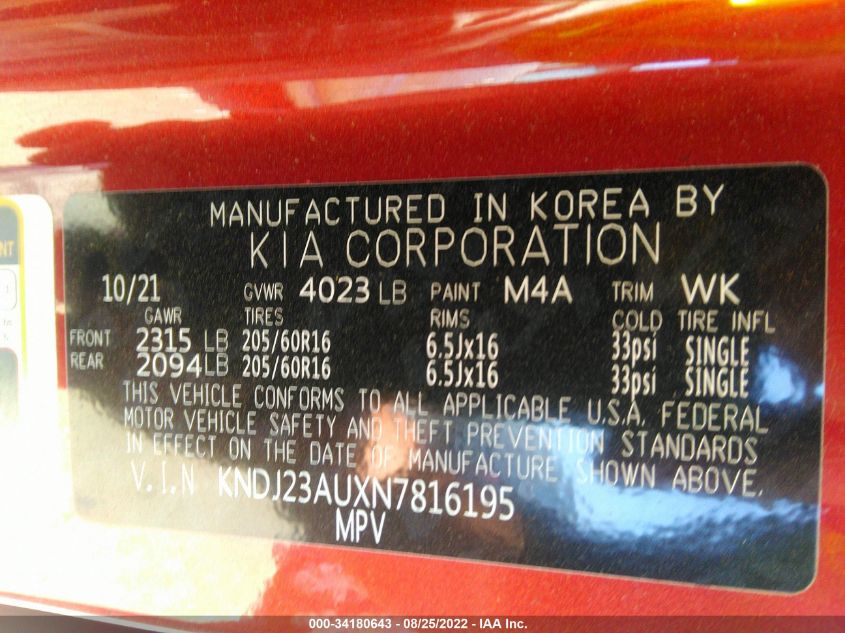 MANUFACTURED IN KOREA BY
KIA CORPORATION
10/21 GVWR 4023 LB PAINT M4A TRIM WK
GAWR TIRES RIMS COLD TIRE INFL
FRONT 2315 LB 205/60R16 6.5Jx16 33psi SINGLE
REAR 2094LB 205/60R16 6.5Jx16 33psi SINGLE
THIS VEHICLE CONFORMS TO ALL APPLICABLE U.S.A. FEDERAL
MOTOR VEHICLE SAFETY AND THEFT PREVENTION STANDARDS
IN EFFECT ON THE DATE OF MANUFACTURE SHOWN ABOVE.
V.I.N KNDJ23AUXN7816195
MPV
000-34180643 - 08/25/2022 - IAA Inc.